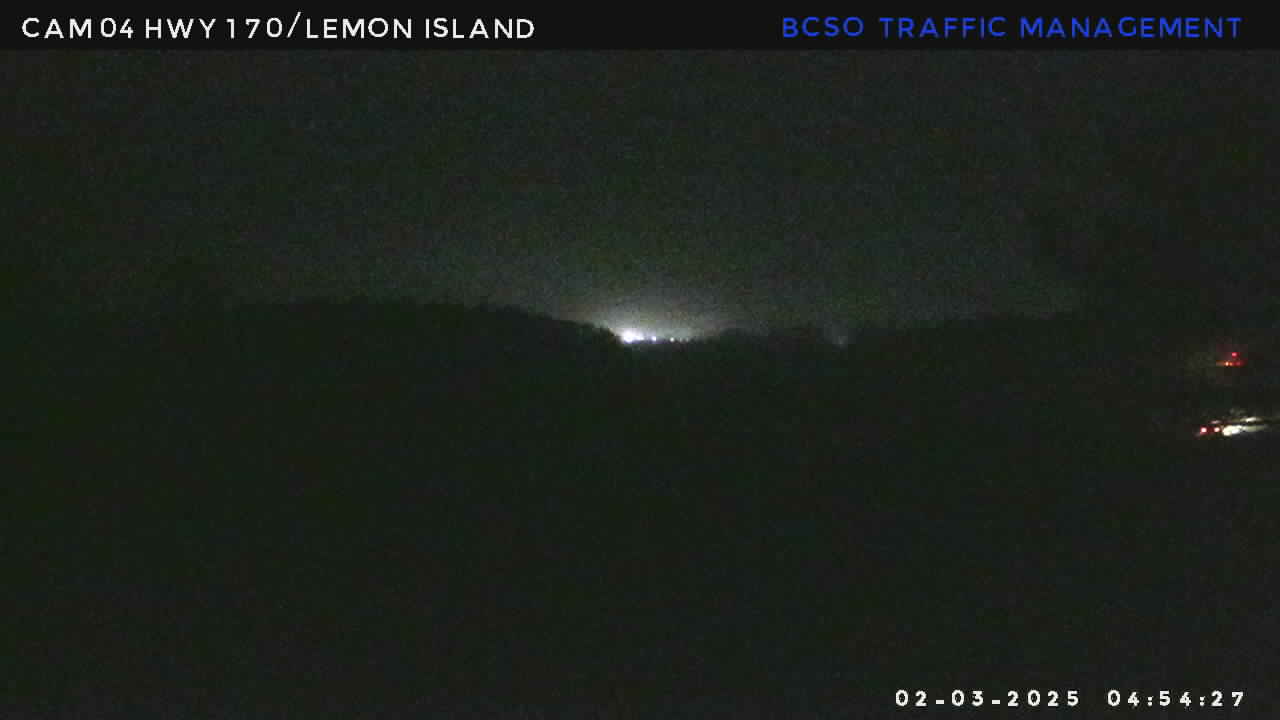 CAM04 HWY 170/LEMON ISLAND
BCSO TRAFFIC MANAGEMENT
02-03-2025 04:54:27